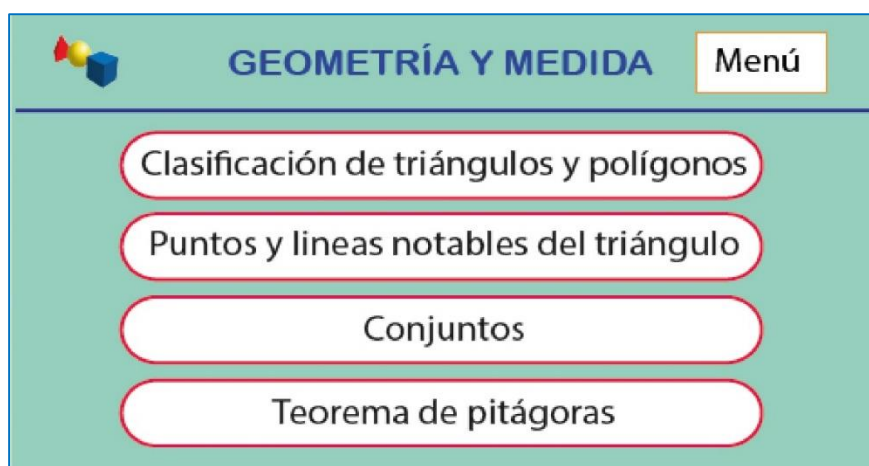 GEOMETRÍA Y MEDIDA Menú
Clasificación de triángulos y polígonos
Puntos y lineas notables del triángulo
Conjuntos
Teorema de pitágoras